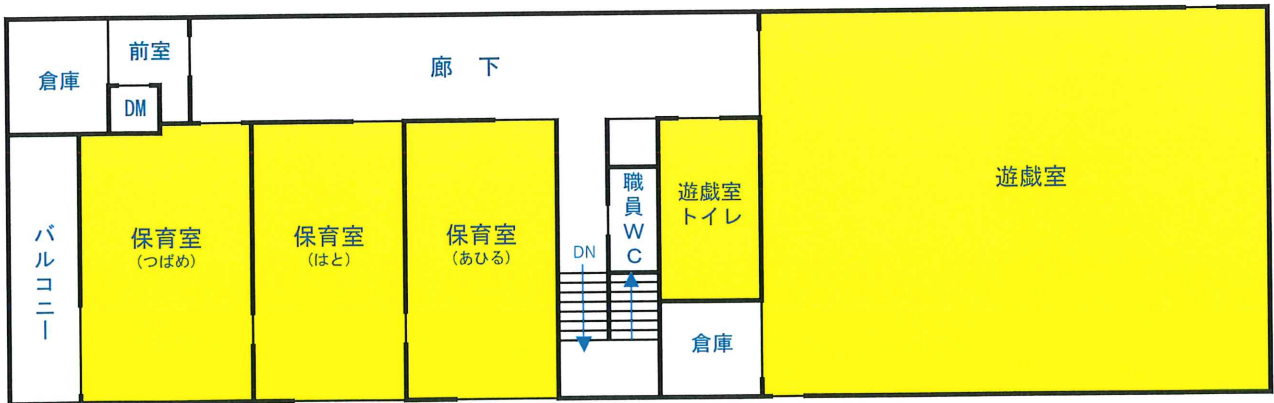 前室
倉庫
DM
廊 下
遊戯室
バルコニー
保育室
(つばめ)
保育室
(はと)
保育室
(あひる)
DN
職員WC
遊戯室
トイレ
倉庫